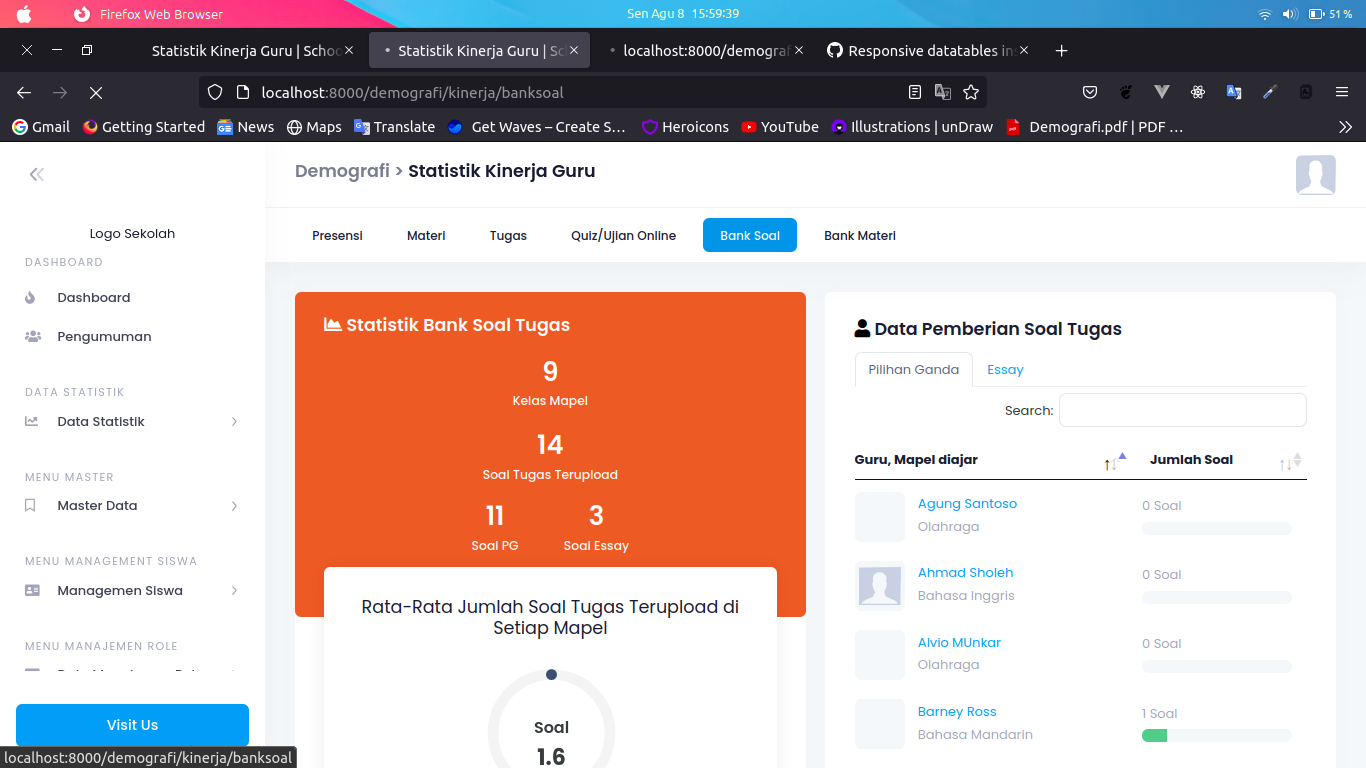 Firefox Web Browser
Sen Agu 8 15:59:39
51 %
Statistik Kinerja Guru | Schoo
Statistik Kinerja Guru | Sc
localhost:8000/demograf
Responsive datatables in
localhost:8000/demografi/kinerja/banksoal
Gmail
Getting Started
News
Maps
Translate
Get Waves – Create S…
Heroicons
YouTube
Illustrations | unDraw
Demografi.pdf | PDF …
Demografi > Statistik Kinerja Guru
Logo Sekolah
Presensi
Materi
Tugas
Quiz/Ujian Online
Bank Soal
Bank Materi
DASHBOARD
Dashboard
Pengumuman
DATA STATISTIK
Data Statistik
MENU MASTER
Master Data
MENU MANAGEMENT SISWA
Managemen Siswa
MENU MANAJEMEN ROLE
Visit Us
localhost:8000/demografi/kinerja/banksoal
Statistik Bank Soal Tugas
9
Kelas Mapel
14
Soal Tugas Terupload
11
Soal PG
3
Soal Essay
Rata-Rata Jumlah Soal Tugas Terupload di
Setiap Mapel
Soal
1.6
Data Pemberian Soal Tugas
Pilihan Ganda
Essay
Search:
Guru, Mapel diajar
Jumlah Soal
Agung Santoso
Olahraga
0 Soal
Ahmad Sholeh
Bahasa Inggris
0 Soal
Alvio MUnkar
Olahraga
0 Soal
Barney Ross
Bahasa Mandarin
1 Soal